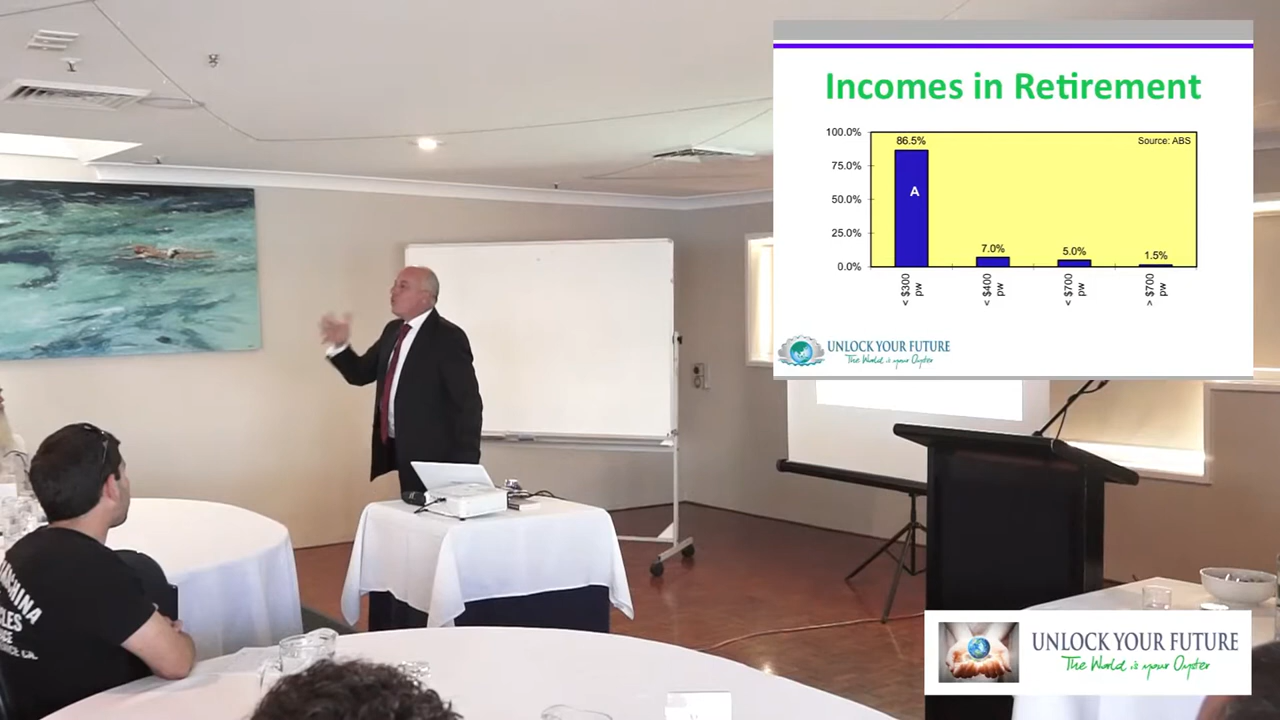 Incomes in Retirement
100.0%
75.0%
50.0%
25.0%
0.0%
86.5%
A
7.0%
5.0%
1.5%
Source: ABS
< $300 pw
< $400 pw
< $700 pw
> $700 pw
UNLOCK YOUR FUTURE
The World is your Oyster
UNLOCK YOUR FUTURE
The World is your Oyster